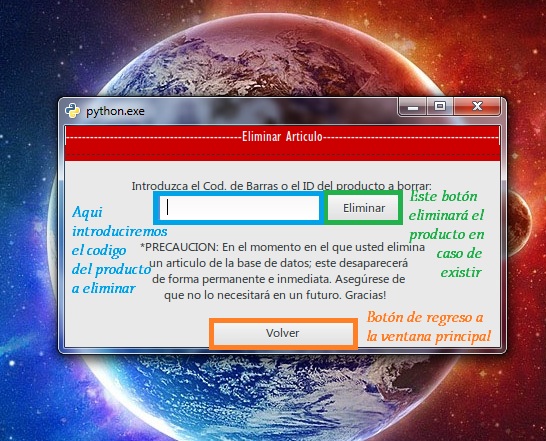 python.exe
|----------------------------------Eliminar Articulo----------------------------------|
Introduzca el Cod. de Barras o el ID del producto a borrar:
Eliminar
Aqui
introduciremos
el codigo
del producto
a eliminar
Este botón
eliminará el
producto en
caso de
existir
*PRECAUCION: En el momento en el que usted elimina
un articulo de la base de datos; este desaparecerá
de forma permanente e inmediata. Asegúrese de
que no lo necesitará en un futuro. Gracias!
Volver
Botón de regreso a
la ventana principal